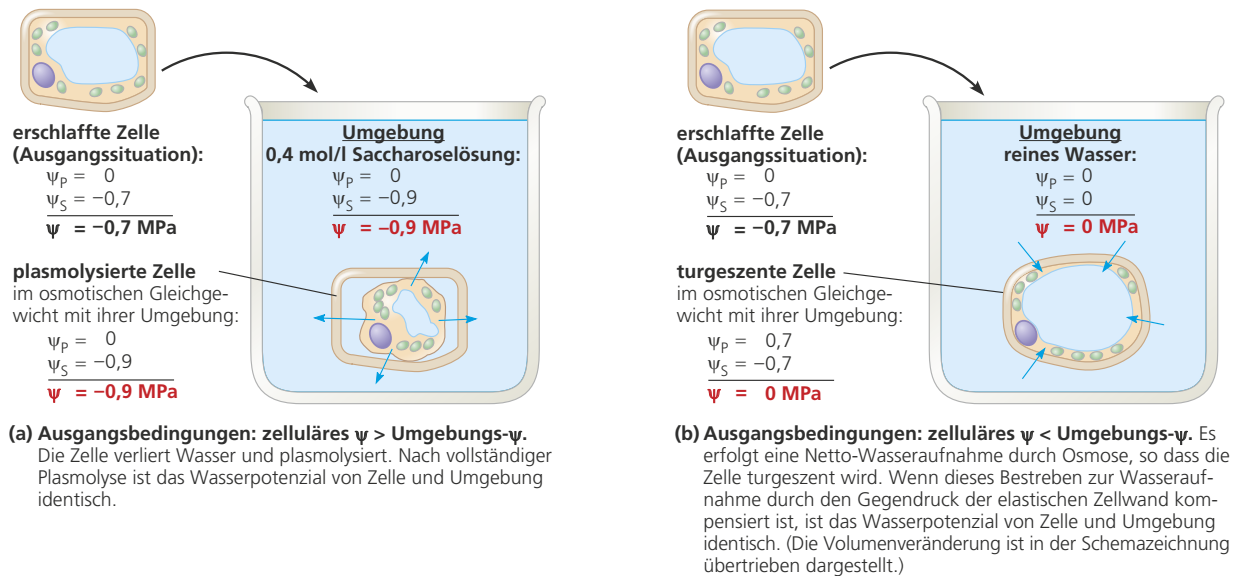 erschlaffte Zelle
(Ausgangssituation):
ψP = 0
ψS = −0,7
ψ = −0,7 MPa
Umgebung
0,4 mol/l Saccharoselösung:
ψP = 0
ψS = −0,9
ψ = −0,9 MPa
plasmolysierte Zelle
im osmotischen Gleichge-
wicht mit ihrer Umgebung:
ψP = 0
ψS = −0,9
ψ = −0,9 MPa
(a) Ausgangsbedingungen: zelluläres ψ > Umgebungs-ψ.
Die Zelle verliert Wasser und plasmolysiert. Nach vollständiger
Plasmolyse ist das Wasserpotenzial von Zelle und Umgebung
identisch.
erschlaffte Zelle
(Ausgangssituation):
ψP = 0
ψS = −0,7
ψ = −0,7 MPa
Umgebung
reines Wasser:
ψP = 0
ψS = 0
ψ = 0 MPa
turgeszente Zelle
im osmotischen Gleichge-
wicht mit ihrer Umgebung:
ψP = 0,7
ψS = −0,7
ψ = 0 MPa
(b) Ausgangsbedingungen: zelluläres ψ < Umgebungs-ψ. Es
erfolgt eine Netto-Wasseraufnahme durch Osmose, so dass die
Zelle turgeszent wird. Wenn dieses Bestreben zur Wasserauf-
nahme durch den Gegendruck der elastischen Zellwand kom-
pensiert ist, ist das Wasserpotenzial von Zelle und Umgebung
identisch. (Die Volumenveränderung ist in der Schemazeichnung
übertrieben dargestellt.)